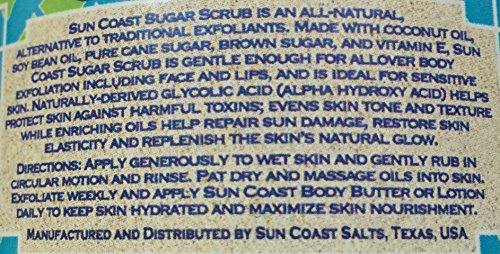 SUN COAST SUGAR SCRUB IS AN ALL-NATURAL,
ALTERNATIVE TO TRADITIONAL EXFOLIANTS. MADE WITH COCONUT OIL,
SOY BEAN OIL, PURE CANE SUGAR, BROWN SUGAR, AND VITAMIN E, SUN
COAST SUGAR SCRUB IS GENTLE ENOUGH FOR ALLOVER BODY
EXFOLIATION INCLUDING FACE AND LIPS, AND IS IDEAL FOR SENSITIVE
SKIN. NATURALLY-DERIVED GLYCOLIC ACID (ALPHA HYDROXY ACID) HELPS
PROTECT SKIN AGAINST HARMFUL TOXINS; EVENS SKIN TONE AND TEXTURE
WHILE ENRICHING OILS HELP REPAIR SUN DAMAGE, RESTORE SKIN
ELASTICITY AND REPLENISH THE SKIN'S NATURAL GLOW.
DIRECTIONS: APPLY GENEROUSLY TO WET SKIN AND GENTLY RUB IN
CIRCULAR MOTION AND RINSE. PAT DRY AND MASSAGE OILS INTO SKIN.
EXFOLIATE WEEKLY AND APPLY SUN COAST BODY BUTTER OR LOTION
DAILY TO KEEP SKIN HYDRATED AND MAXIMIZE SKIN NOURISHMENT.
MANUFACTURED AND DISTRIBUTED BY SUN COAST SALTS, TEXAS, USA